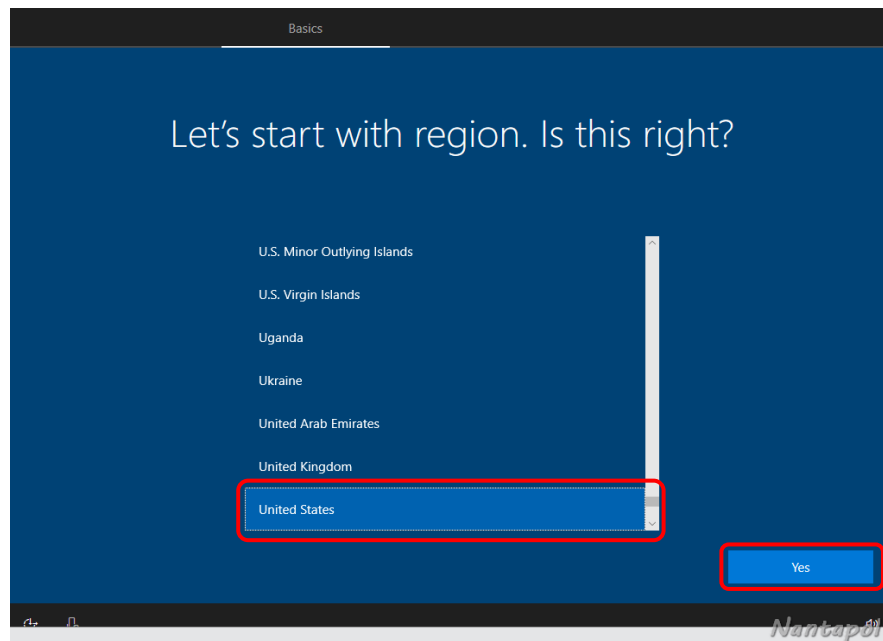 Basics
Let's start with region. Is this right?
U.S. Minor Outlying Islands
U.S. Virgin Islands
Uganda
Ukraine
United Arab Emirates
United Kingdom
United States
Yes
Nantapol